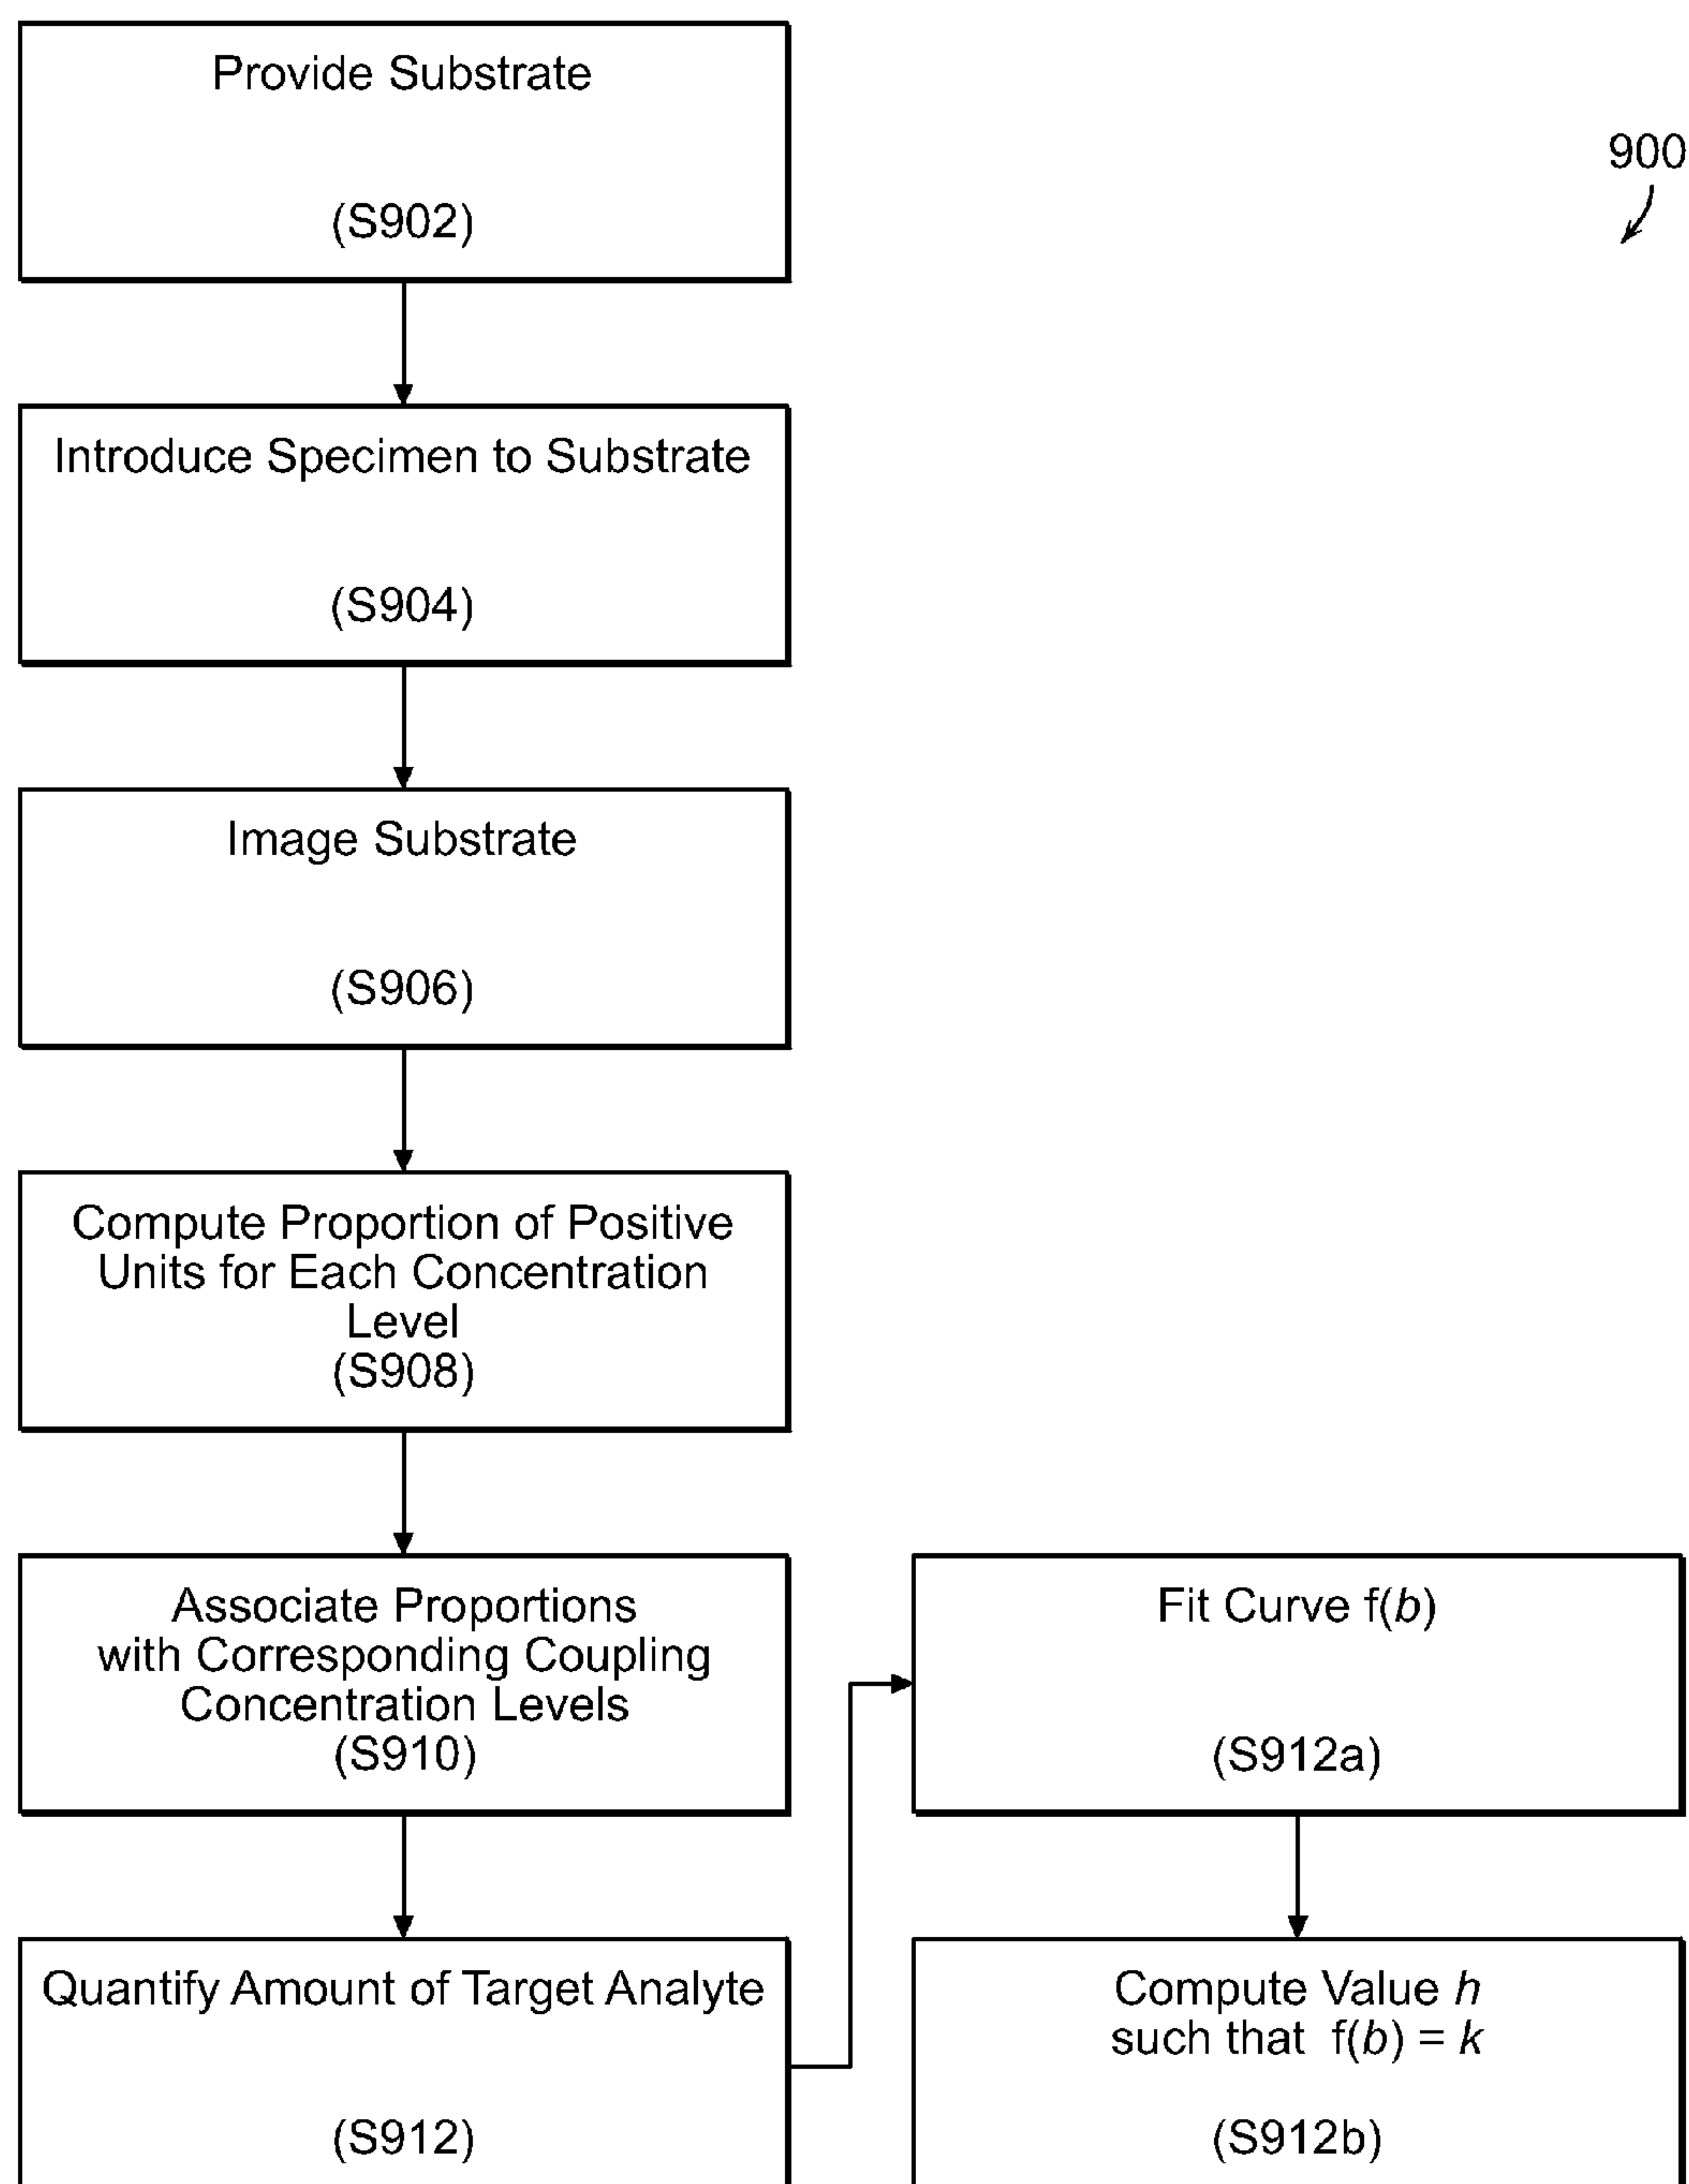 Provide Substrate
(S902)
900
Introduce Specimen to Substrate
(S904)
Image Substrate
(S906)
Compute Proportion of Positive
Units for Each Concentration
Level
(S908)
Associate Proportions
with Corresponding Coupling
Concentration Levels
(S910)
Quantify Amount of Target Analyte
(S912)
Fit Curve f(b)
(S912a)
Compute Value h
such that f(b) = k
(S912b)